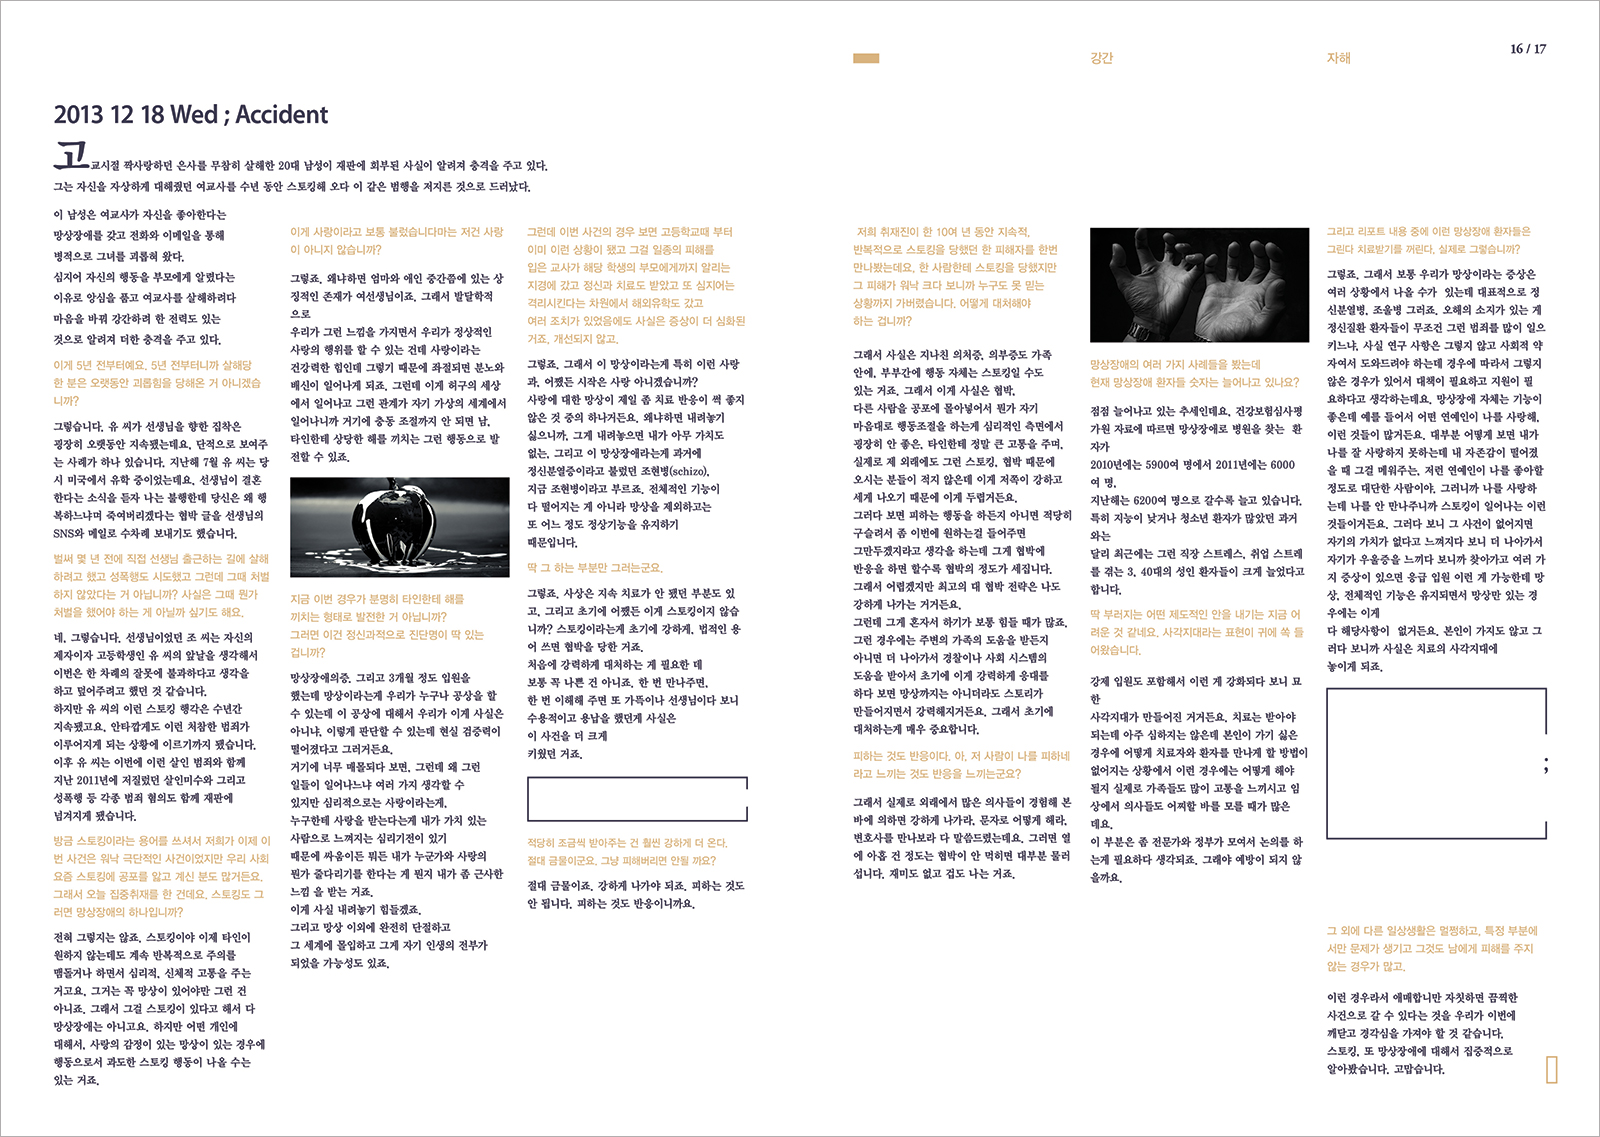 강간
자해
16 / 17
2013 12 18 Wed ; Accident
고교시절 짝사랑하던 은사를 무참히 살해한 20대 남성이 재판에 회부된 사실이 알려져 충격을 주고 있다.
그는 자신을 자상하게 대해줬던 여교사를 수년 동안 스토킹해 오다 이 같은 범행을 저지른 것으로 드러났다.
이 남성은 여교사가 자신을 좋아한다는
망상장애를 갖고 전화와 이메일을 통해
병적으로 그녀를 괴롭혀 왔다.
심지어 자신의 행동을 부모에게 알렸다는
이유로 앙심을 품고 여교사를 살해하려다
마음을 바꿔 강간하려 한 전력도 있는
것으로 알려져 더한 충격을 주고 있다.
이게 5년 전부터예요. 5년 전부터니까 살해당
한 분은 오랫동안 괴롭힘을 당해온 거 아니겠습
니까?
그렇습니다. 유 씨가 선생님을 향한 집착은
굉장히 오랫동안 지속됐는데요. 단적으로 보여주
는 사례가 하나 있습니다. 지난해 7월 유 씨는 당
시 미국에서 유학 중이었는데요. 선생님이 결혼
한다는 소식을 듣자 나는 불행한데 당신은 왜 행
복하느냐며 죽여버리겠다는 협박 글을 선생님의
SNS와 메일로 수차례 보내기도 했습니다.
벌써 몇 년 전에 직접 선생님 출근하는 길에 살해
하려고 했고 성폭행도 시도했고 그런데 그때 처벌
하지 않았다는 거 아닙니까? 사실은 그때 뭔가
처벌을 했어야 하는 게 아닐까 싶기도 해요.
네, 그렇습니다. 선생님이었던 조 씨는 자신의
제자이자 고등학생인 유 씨의 앞날을 생각해서
이번은 한 차례의 잘못에 불과하다고 생각을
하고 덮어주려고 했던 것 같습니다.
하지만 유 씨의 이런 스토킹 행각은 수년간
지속됐고요. 안타깝게도 이런 처참한 범죄가
이루어지게 되는 상황에 이르기까지 됐습니다.
이후 유 씨는 이번에 이런 살인 범죄와 함께
지난 2011년에 저질렀던 살인미수와 그리고
성폭행 등 각종 범죄 혐의도 함께 재판에
넘겨지게 됐습니다.
방금 스토킹이라는 용어를 쓰셔서 저희가 이제 이
번 사건은 워낙 극단적인 사건이었지만 우리 사회
요즘 스토킹에 공포를 앓고 계신 분도 많거든요.
그래서 오늘 집중취재를 한 건데요. 스토킹도 그
러면 망상장애의 하나입니까?
전혀 그렇지는 않죠. 스토킹이야 이제 타인이
원하지 않는데도 계속 반복적으로 주의를
맴돌거나 하면서 심리적, 신체적 고통을 주는
거고요. 그거는 꼭 망상이 있어야만 그런 건
아니죠. 그래서 그걸 스토킹이 있다고 해서 다
망상장애는 아니고요. 하지만 어떤 개인에
대해서, 사랑의 감정이 있는 망상이 있는 경우에
행동으로서 과도한 스토킹 행동이 나올 수는
있는 거죠.
이게 사랑이라고 보통 불렀습니다마는 저건 사랑
이 아니지 않습니까?
그렇죠. 왜냐하면 엄마와 애인 중간쯤에 있는 상
징적인 존재가 여선생님이죠. 그래서 발달학적
으로
우리가 그런 느낌을 가지면서 우리가 정상적인
사랑의 행위를 할 수 있는 건데 사랑이라는
건강력한 힘인데 그렇기 때문에 좌절되면 분노와
배신이 일어나게 되죠. 그런데 이게 허구의 세상
에서 일어나고 그런 관계가 자기 가상의 세계에서
일어나니까 거기에 충동 조절까지 안 되면 남,
타인한테 상당한 해를 끼치는 그런 행동으로 발
전할 수 있죠.
지금 이번 경우가 분명히 타인한테 해를
끼치는 형태로 발전한 거 아닙니까?
그러면 이건 정신과적으로 진단명이 딱 있는
겁니까?
망상장애의증. 그리고 3개월 정도 입원을
했는데 망상이라는게 우리가 누구나 공상을 할
수 있는데 이 공상에 대해서 우리가 이게 사실은
아니냐, 이렇게 판단할 수 있는데 현실 검증력이
떨어졌다고 그러거든요.
거기에 너무 매몰되다 보면, 그런데 왜 그런
일들이 일어나느냐 여러 가지 생각할 수
있지만 심리적으로는 사랑이라는게,
누구한테 사랑을 받는다는게 내가 가치 있는
사람으로 느껴지는 심리기전이 있기
때문에 싸움이든 뭐든 내가 누군가와 사랑의
뭔가 줄다리기를 한다는 게 뭔지 내가 좀 근사한
느낌 을 받는 거죠.
이게 사실 내려놓기 힘들겠죠.
그리고 망상 이외에 완전히 단절하고
그 세계에 몰입하고 그게 자기 인생의 전부가
되었을 가능성도 있죠.
그런데 이번 사건의 경우 보면 고등학교때 부터
이미 이런 상황이 됐고 그걸 일종의 피해를
입은 교사가 해당 학생의 부모에게까지 알리는
지경에 갔고 정신과 치료도 받았고 또 심지어는
격리시킨다는 차원에서 해외유학도 갔고
여러 조치가 있었음에도 사실은 증상이 더 심화된
거죠, 개선되지 않고.
그렇죠. 그래서 이 망상이라는게 특히 이런 사랑
과, 어쨌든 시작은 사랑 아니겠습니까?
사랑에 대한 망상이 제일 좀 치료 반응이 썩 좋지
않은 것 중의 하나거든요. 왜냐하면 내려놓기
싫으니까, 그게 내려놓으면 내가 아무 가치도
없는, 그리고 이 망상장애라는게 과거에
정신분열증이라고 불렀던 조현병(schizo),
지금 조현병이라고 부르죠. 전체적인 기능이
다 떨어지는 게 아니라 망상을 제외하고는
또 어느 정도 정상기능을 유지하기
때문입니다.
딱 그 하는 부분만 그러는군요.
그렇죠. 사상은 지속 치료가 안 됐던 부분도 있
고, 그리고 초기에 어쨌든 이게 스토킹이지 않습
니까? 스토킹이라는게 초기에 강하게, 법적인 용
어 쓰면 협박을 당한 거죠.
처음에 강력하게 대처하는 게 필요한 데
보통 꼭 나쁜 건 아니죠. 한 번 만나주면,
한 번 이해해 주면 또 가뜩이나 선생님이다 보니
수용적이고 용납을 했던게 사실은
이 사건을 더 크게
키웠던 거죠.
적당히 조금씩 받아주는 건 훨씬 강하게 더 온다.
절대 금물이군요. 그냥 피해버리면 안될 까요?
절대 금물이죠. 강하게 나가야 되죠. 피하는 것도
안 됩니다. 피하는 것도 반응이니까요.
저희 취재진이 한 10여 년 동안 지속적,
반복적으로 스토킹을 당했던 한 피해자를 한번
만나봤는데요. 한 사람한테 스토킹을 당했지만
그 피해가 워낙 크다 보니까 누구도 못 믿는
상황까지 가버렸습니다. 어떻게 대처해야
하는 겁니까?
그래서 사실은 지나친 의처증, 의부증도 가족
안에, 부부간에 행동 자체는 스토킹일 수도
있는 거죠. 그래서 이게 사실은 협박,
다른 사람을 공포에 몰아넣어서 뭔가 자기
마음대로 행동조절을 하는게 심리적인 측면에서
굉장히 안 좋은, 타인한테 정말 큰 고통을 주며,
실제로 제 외래에도 그런 스토킹, 협박 때문에
오시는 분들이 적지 않은데 이게 저쪽이 강하고
세게 나오기 때문에 이게 두렵거든요.
그러다 보면 피하는 행동을 하든지 아니면 적당히
구슬려서 좀 이번에 원하는걸 들어주면
그만두겠지라고 생각을 하는데 그게 협박에
반응을 하면 할수록 협박의 정도가 세집니다.
그래서 어렵겠지만 최고의 대 협박 전략은 나도
강하게 나가는 거거든요.
그런데 그게 혼자서 하기가 보통 힘들 때가 많죠.
그런 경우에는 주변의 가족의 도움을 받든지
아니면 더 나아가서 경찰이나 사회 시스템의
도움을 받아서 초기에 이게 강력하게 응대를
하다 보면 망상까지는 아니더라도 스토리가
만들어지면서 강력해지거든요. 그래서 초기에
대처하는게 매우 중요합니다.
피하는 것도 반응이다. 아, 저 사람이 나를 피하네
라고 느끼는 것도 반응을 느끼는군요?
그래서 실제로 외래에서 많은 의사들이 경험해 본
바에 의하면 강하게 나가라, 문자로 어떻게 해라,
변호사를 만나보라 다 말씀드렸는데요. 그러면 열
에 아홉 건 정도는 협박이 안 먹히면 대부분 물러
섭니다. 재미도 없고 겁도 나는 거죠.
망상장애의 여러 가지 사례들을 봤는데
현재 망상장애 환자들 숫자는 늘어나고 있나요?
점점 늘어나고 있는 추세인데요. 건강보험심사평
가원 자료에 따르면 망상장애로 병원을 찾는 환
자가
2010년에는 5900여 명에서 2011년에는 6000
여 명,
지난해는 6200여 명으로 갈수록 늘고 있습니다.
특히 지능이 낮거나 청소년 환자가 많았던 과거
와는
달리 최근에는 그런 직장 스트레스, 취업 스트레
를 겪는 3, 40대의 성인 환자들이 크게 늘었다고
합니다.
딱 부러지는 어떤 제도적인 안을 내기는 지금 어
려운 것 같네요. 사각지대라는 표현이 귀에 쏙 들
어왔습니다.
강제 입원도 포함해서 이런 게 강화되다 보니 묘
한
사각지대가 만들어진 거거든요. 치료는 받아야
되는데 아주 심하지는 않은데 본인이 가기 싫은
경우에 어떻게 치료자와 환자를 만나게 할 방법이
없어지는 상황에서 이런 경우에는 어떻게 해야
될지 실제로 가족들도 많이 고통을 느끼시고 임
상에서 의사들도 어찌할 바를 모를 때가 많은
데요.
이 부분은 좀 전문가와 정부가 모여서 논의를 하
는게 필요하다 생각되죠. 그래야 예방이 되지 않
을까요.
그리고 리포트 내용 중에 이런 망상장애 환자들은
그린다 치료받기를 꺼린다, 실제로 그렇습니까?
그렇죠. 그래서 보통 우리가 망상이라는 증상은
여러 상황에서 나올 수가 있는데 대표적으로 정
신분열병, 조울병 그러죠. 오해의 소지가 있는 게
정신질환 환자들이 무조건 그런 범죄를 많이 일으
키느냐, 사실 연구 사항은 그렇지 않고 사회적 약
자여서 도와드려야 하는데 경우에 따라서 그렇지
않은 경우가 있어서 대책이 필요하고 지원이 필
요하다고 생각하는데요. 망상장애 자체는 기능이
좋은데 예를 들어서 어떤 연예인이 나를 사랑해,
이런 것들이 많거든요. 대부분 어떻게 보면 내가
나를 잘 사랑하지 못하는데 내 자존감이 떨어졌
을 때 그걸 메워주는, 저런 연예인이 나를 좋아할
정도로 대단한 사람이야. 그러니까 나를 사랑하
는데 나를 안 만나주니까 스토킹이 일어나는 이런
것들이거든요. 그러다 보니 그 사건이 없어지면
자기의 가치가 없다고 느껴지다 보니 더 나아가서
자기가 우울증을 느끼다 보니까 찾아가고 여러 가
지 증상이 있으면 응급 입원 이런 게 가능한데 망
상, 전체적인 기능은 유지되면서 망상만 있는 경
우에는 이게
다 해당사항이 없거든요. 본인이 가지도 않고 그
러다 보니까 사실은 치료의 사각지대에
놓이게 되죠.
;
그 외에 다른 일상생활은 멀쩡하고, 특정 부분에
서만 문제가 생기고 그것도 남에게 피해를 주지
않는 경우가 많고.
이런 경우라서 애매합니만 자칫하면 끔찍한
사건으로 갈 수 있다는 것을 우리가 이번에
깨닫고 경각심을 가져야 할 것 같습니다.
스토킹, 또 망상장애에 대해서 집중적으로
알아봤습니다. 고맙습니다.